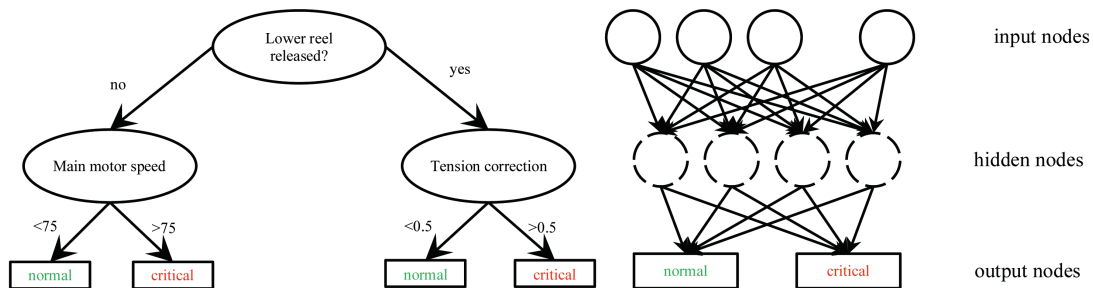 Lower reel
released?
no
yes
Main motor speed
Tension correction
<75
>75
<0.5
>0.5
normal
critical
normal
critical
input nodes
hidden nodes
normal
critical
output nodes